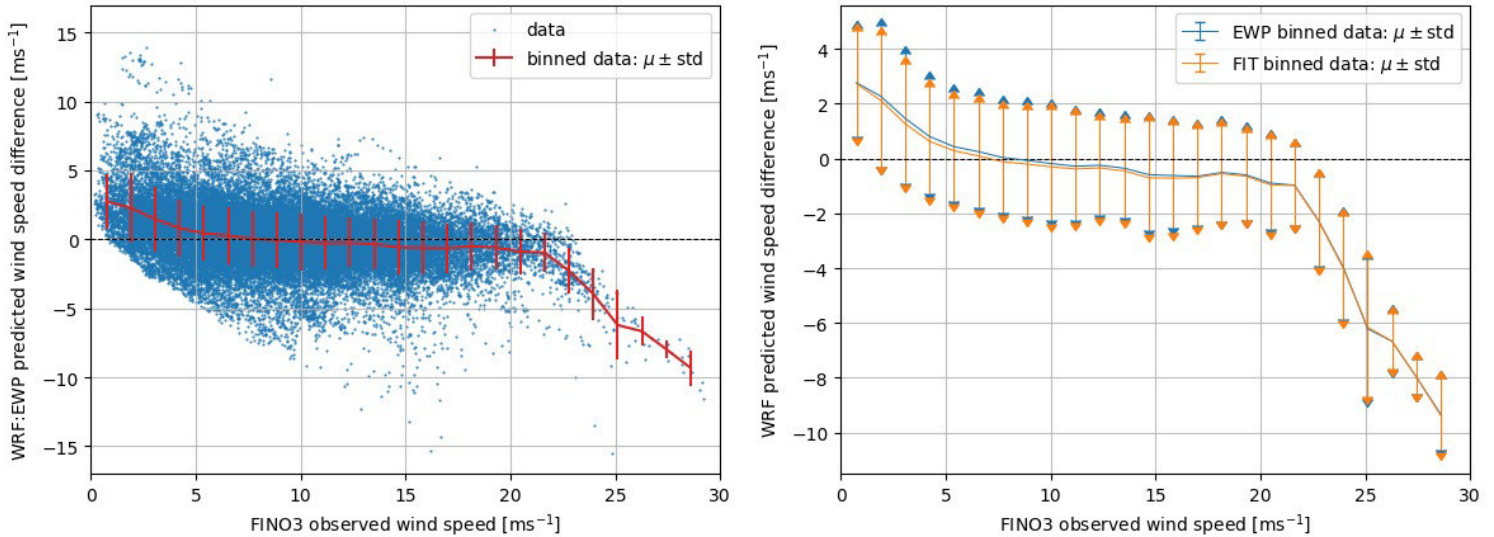 WRF:EWP predicted wind speed difference [ms⁻¹]
15
10
5
0
−5
−10
−15
data
binned data: μ ± std
0 5 10 15 20 25 30
FINO3 observed wind speed [ms⁻¹]
WRF predicted wind speed difference [ms⁻¹]
4
2
0
−2
−4
−6
−8
−10
EWP binned data: μ ± std
FIT binned data: μ ± std
0 5 10 15 20 25 30
FINO3 observed wind speed [ms⁻¹]